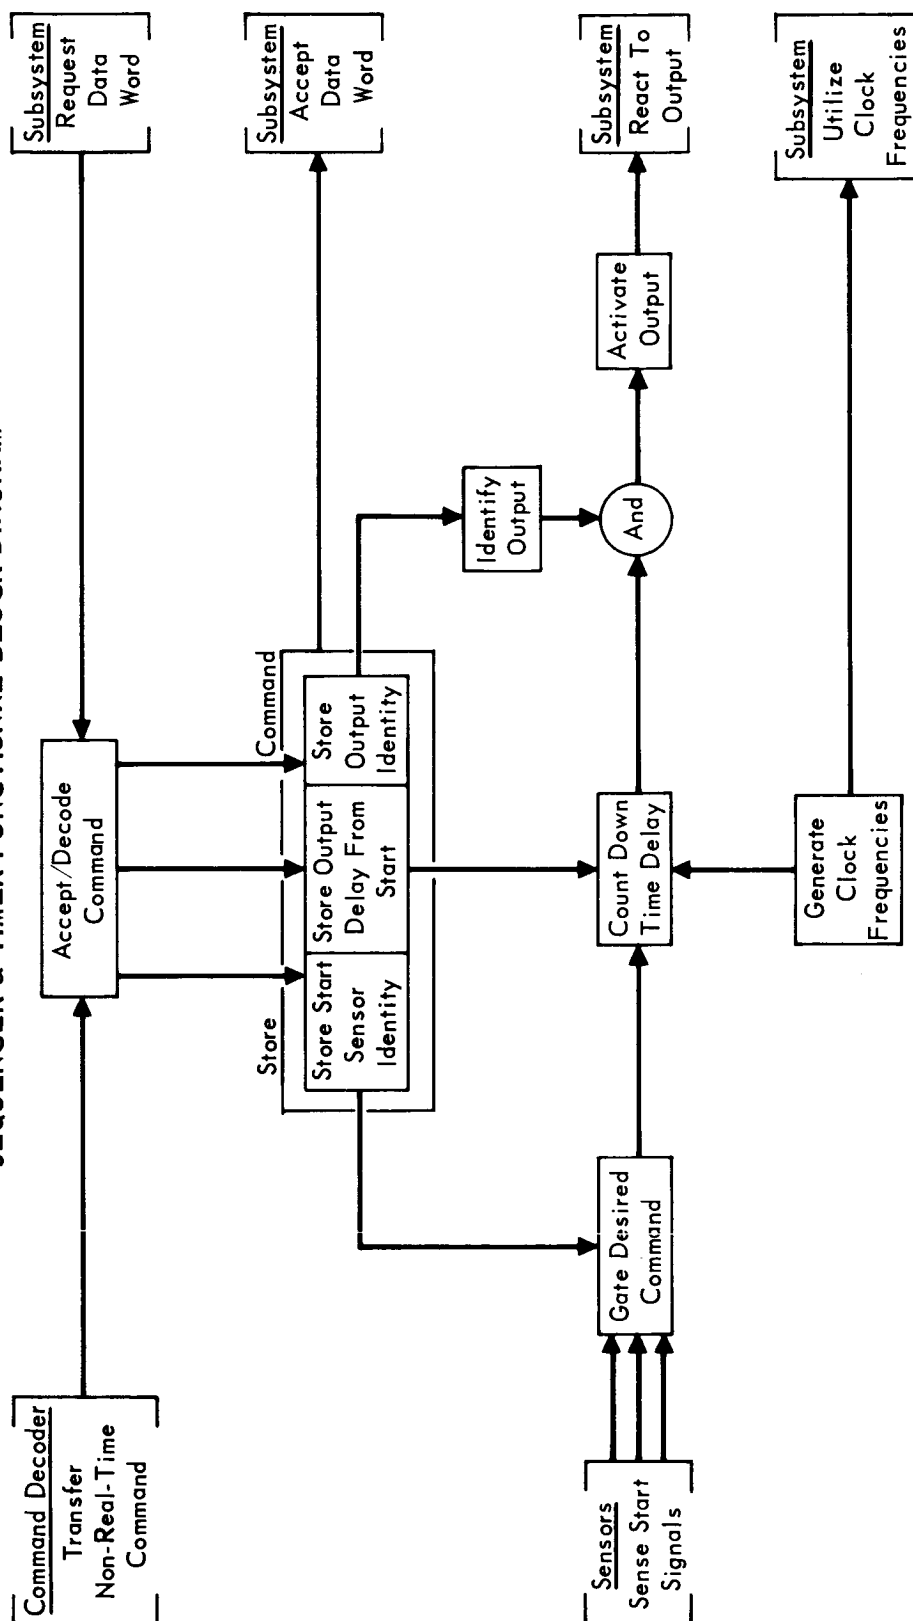 SEQUENCER & TIMER FUNCTIONAL BLOCK DIAGRAM
Command Decoder
Transfer
Non-Real-Time
Command
Accept/Decode
Command
Subsystem
Request
Data
Word
Store
Command
Store Start
Sensor
Identity
Store Output
Delay From
Start
Store
Output
Identity
Subsystem
Accept
Data
Word
Identify
Output
Sensors
Sense Start
Signals
Gate Desired
Command
Count Down
Time Delay
And
Activate
Output
Subsystem
React To
Output
Generate
Clock
Frequencies
Subsystem
Utilize
Clock
Frequencies